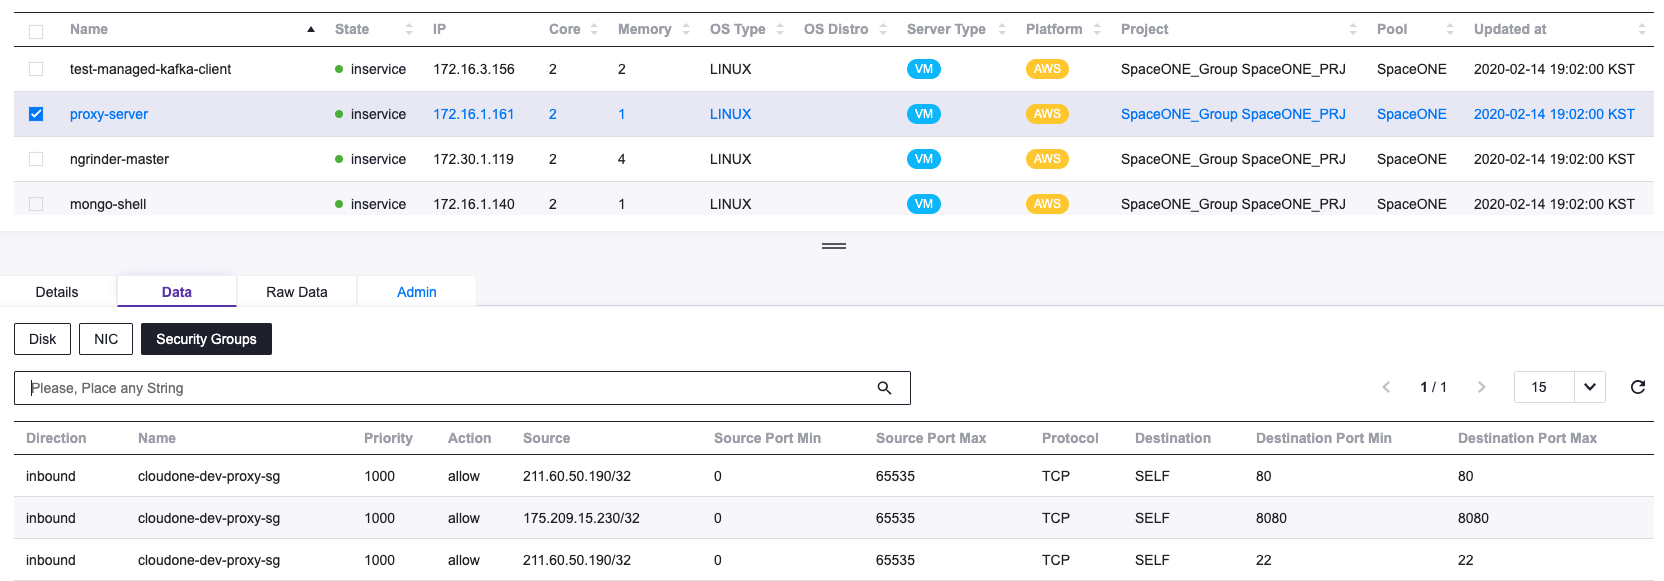 Name State IP Core Memory OS Type OS Distro Server Type Platform Project Pool Updated at
test-managed-kafka-client inservice 172.16.3.156 2 2 LINUX VM AWS SpaceONE_Group SpaceONE_PRJ SpaceONE 2020-02-14 19:02:00 KST
proxy-server inservice 172.16.1.161 2 1 LINUX VM AWS SpaceONE_Group SpaceONE_PRJ SpaceONE 2020-02-14 19:02:00 KST
ngrinder-master inservice 172.30.1.119 2 4 LINUX VM AWS SpaceONE_Group SpaceONE_PRJ SpaceONE 2020-02-14 19:02:00 KST
mongo-shell inservice 172.16.1.140 2 1 LINUX VM AWS SpaceONE_Group SpaceONE_PRJ SpaceONE 2020-02-14 19:02:00 KST
Details Data Raw Data Admin
Disk NIC Security Groups
Please, Place any String 1 / 1 15
Direction Name Priority Action Source Source Port Min Source Port Max Protocol Destination Destination Port Min Destination Port Max
inbound cloudone-dev-proxy-sg 1000 allow 211.60.50.190/32 0 65535 TCP SELF 80 80
inbound cloudone-dev-proxy-sg 1000 allow 175.209.15.230/32 0 65535 TCP SELF 8080 8080
inbound cloudone-dev-proxy-sg 1000 allow 211.60.50.190/32 0 65535 TCP SELF 22 22